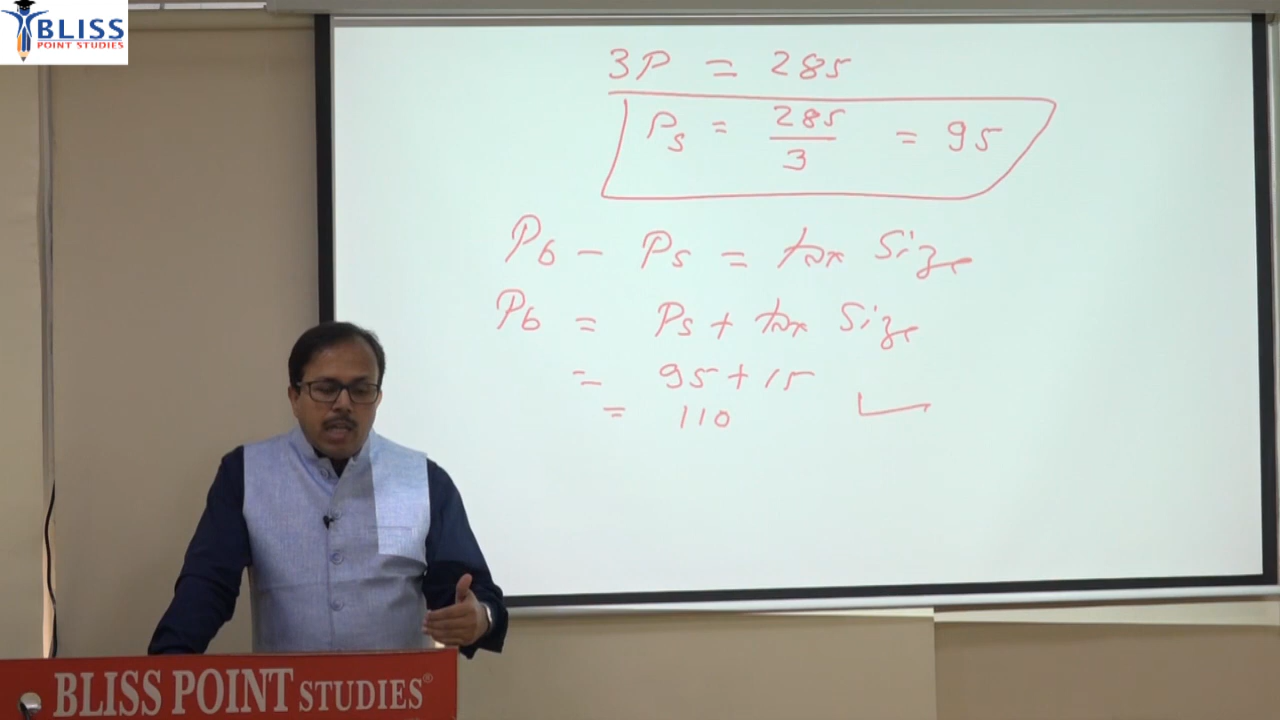 BLISS
POINT STUDIES
3P = 285
Ps = 285/3 = 95
Pb - Ps = tax size
Pb = Ps + tax size
= 95 + 15
= 110
BLISS POINT STUDIES®